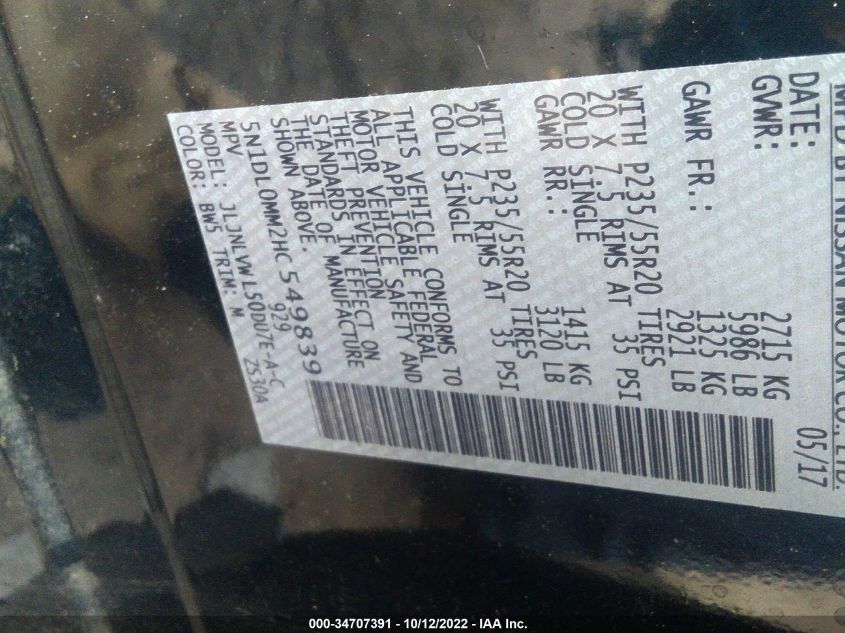 MFD. BY NISSAN MOTOR CO., LTD.
DATE: 05/17
GVWR: 2715 KG
5986 LB
GAWR FR.: 1325 KG
2921 LB
WITH P235/55R20 TIRES
20 X 7.5 RIMS AT 35 PSI
COLD SINGLE
GAWR RR.: 1415 KG
3120 LB
WITH P235/55R20 TIRES
20 X 7.5 RIMS AT 35 PSI
COLD SINGLE
THIS VEHICLE CONFORMS TO
ALL APPLICABLE FEDERAL
MOTOR VEHICLE SAFETY AND
THEFT PREVENTION
STANDARDS IN EFFECT ON
THE DATE OF MANUFACTURE
SHOWN ABOVE.
5N1DL0MM2HC549839
MPV 929
MODEL: JLJNLVWL50DU7E-A-C
COLOR: BW5 TRIM: M 2530A
000-34707391 - 10/12/2022 - IAA Inc.